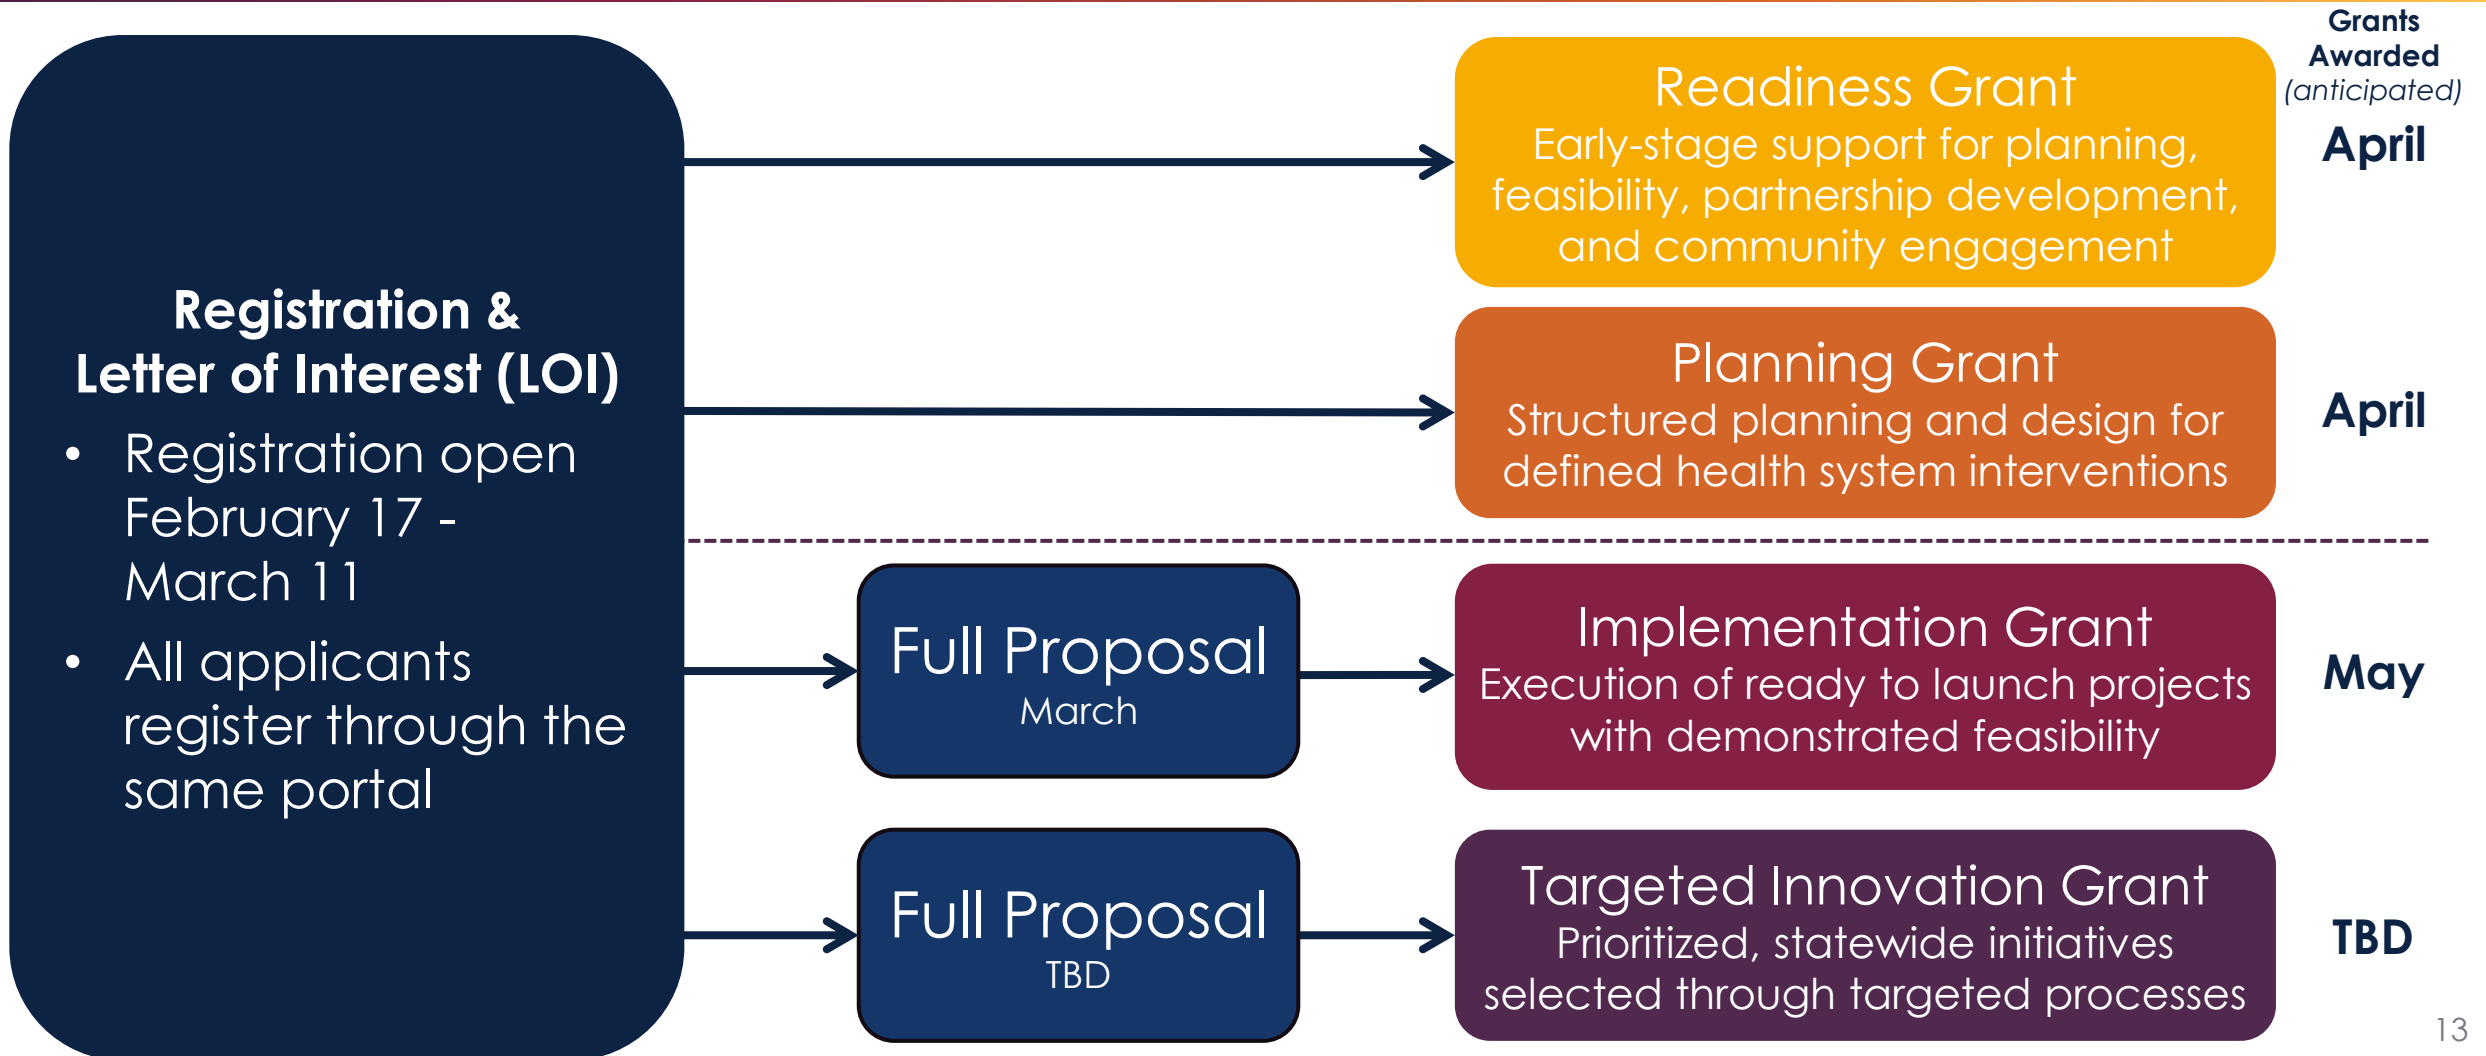 Registration &
Letter of Interest (LOI)
• Registration open
February 17 -
March 11
• All applicants
register through the
same portal
Grants
Awarded
(anticipated)
Readiness Grant
Early-stage support for planning,
feasibility, partnership development,
and community engagement
April
Planning Grant
Structured planning and design for
defined health system interventions
April
Full Proposal
March
Implementation Grant
Execution of ready to launch projects
with demonstrated feasibility
May
Full Proposal
TBD
Targeted Innovation Grant
Prioritized, statewide initiatives
selected through targeted processes
TBD
13